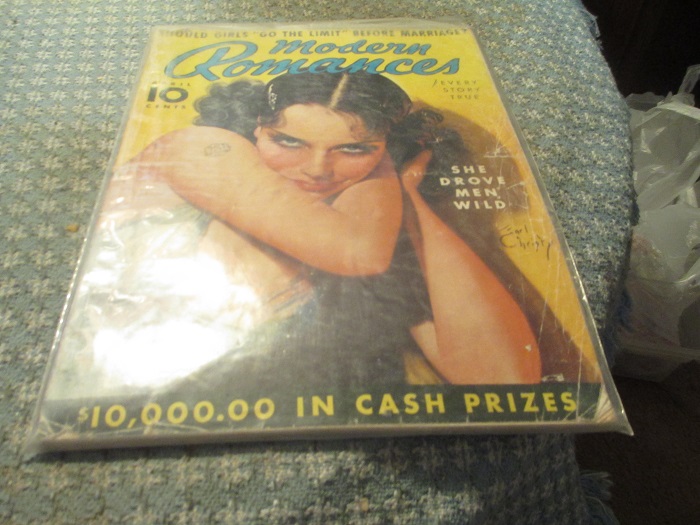 SHOULD GIRLS "GO THE LIMIT" BEFORE MARRIAGE?
Modern
Romances
10
CENTS
EVERY
STORY
TRUE
SHE
DROVE
MEN
WILD
Earl
Christy
$10,000.00 IN CASH PRIZES